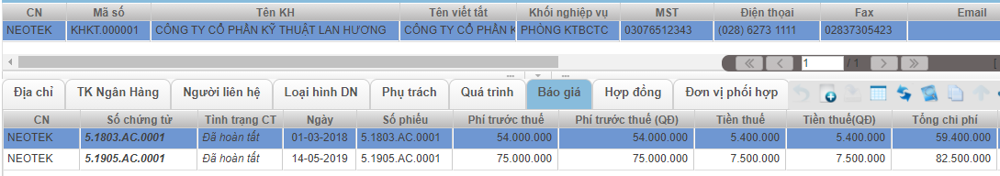 CN Mã số Tên KH Tên viết tắt Khối nghiệp vụ MST Điện thoại Fax Email
NEOTEK KHKT.000001 CÔNG TY CỔ PHẦN KỸ THUẬT LAN HƯƠNG CÔNG TY CỔ PHẦN K PHÒNG KTBCTC 03076512343 (028) 6273 1111 02837305423
1 / 1
Địa chỉ TK Ngân Hàng Người liên hệ Loại hình DN Phụ trách Quá trình Báo giá Hợp đồng Đơn vị phối hợp
CN Số chứng từ Tình trạng CT Ngày Số phiếu Phí trước thuế Phí trước thuế (QĐ) Tiền thuế Tiền thuế(QĐ) Tổng chi phí
NEOTEK 5.1803.AC.0001 Đã hoàn tất 01-03-2018 5.1803.AC.0001 54.000.000 54.000.000 5.400.000 5.400.000 59.400.000
NEOTEK 5.1905.AC.0001 Đã hoàn tất 14-05-2019 5.1905.AC.0001 75.000.000 75.000.000 7.500.000 7.500.000 82.500.000